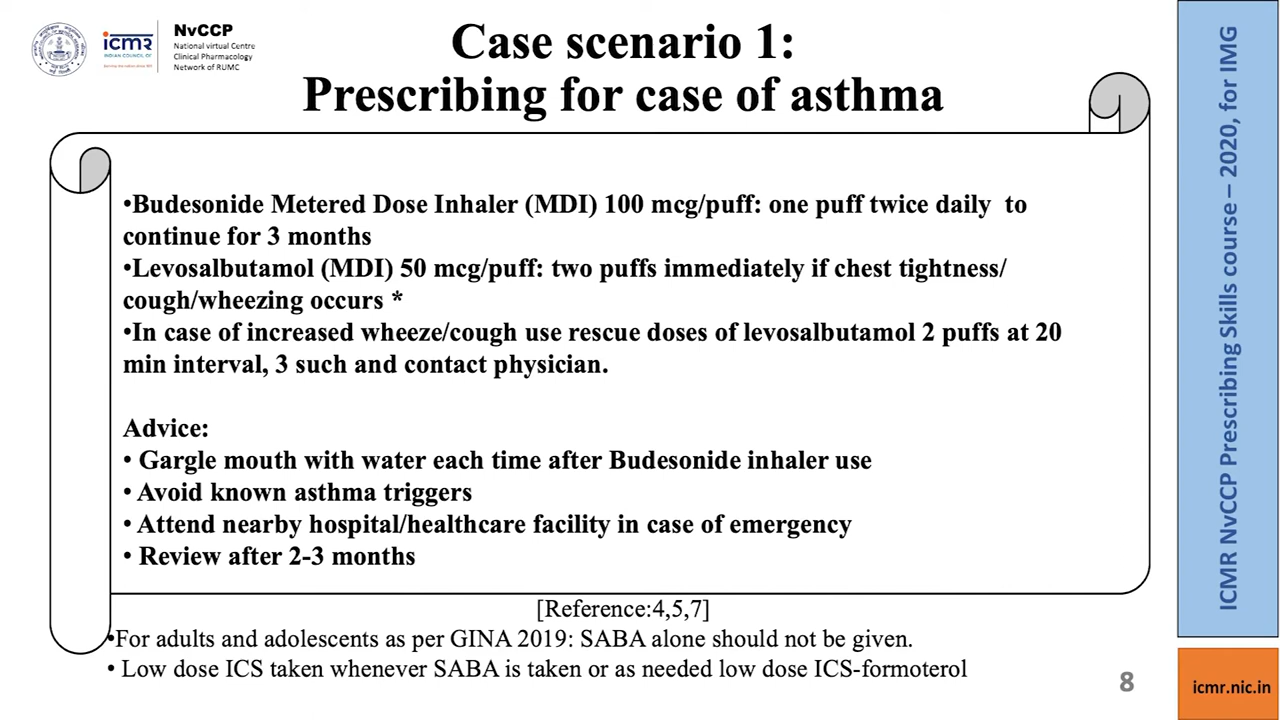 icmr
INDIAN COUNCIL OF
NvCCP
National virtual Centre
Clinical Pharmacology
Network of RUMC
Case scenario 1:
Prescribing for case of asthma
•Budesonide Metered Dose Inhaler (MDI) 100 mcg/puff: one puff twice daily to
continue for 3 months
•Levosalbutamol (MDI) 50 mcg/puff: two puffs immediately if chest tightness/
cough/wheezing occurs *
•In case of increased wheeze/cough use rescue doses of levosalbutamol 2 puffs at 20
min interval, 3 such and contact physician.
Advice:
• Gargle mouth with water each time after Budesonide inhaler use
• Avoid known asthma triggers
• Attend nearby hospital/healthcare facility in case of emergency
• Review after 2-3 months
[Reference:4,5,7]
•For adults and adolescents as per GINA 2019: SABA alone should not be given.
• Low dose ICS taken whenever SABA is taken or as needed low dose ICS-formoterol
8
ICMR NvCCP Prescribing Skills course – 2020, for IMG
icmr.nic.in